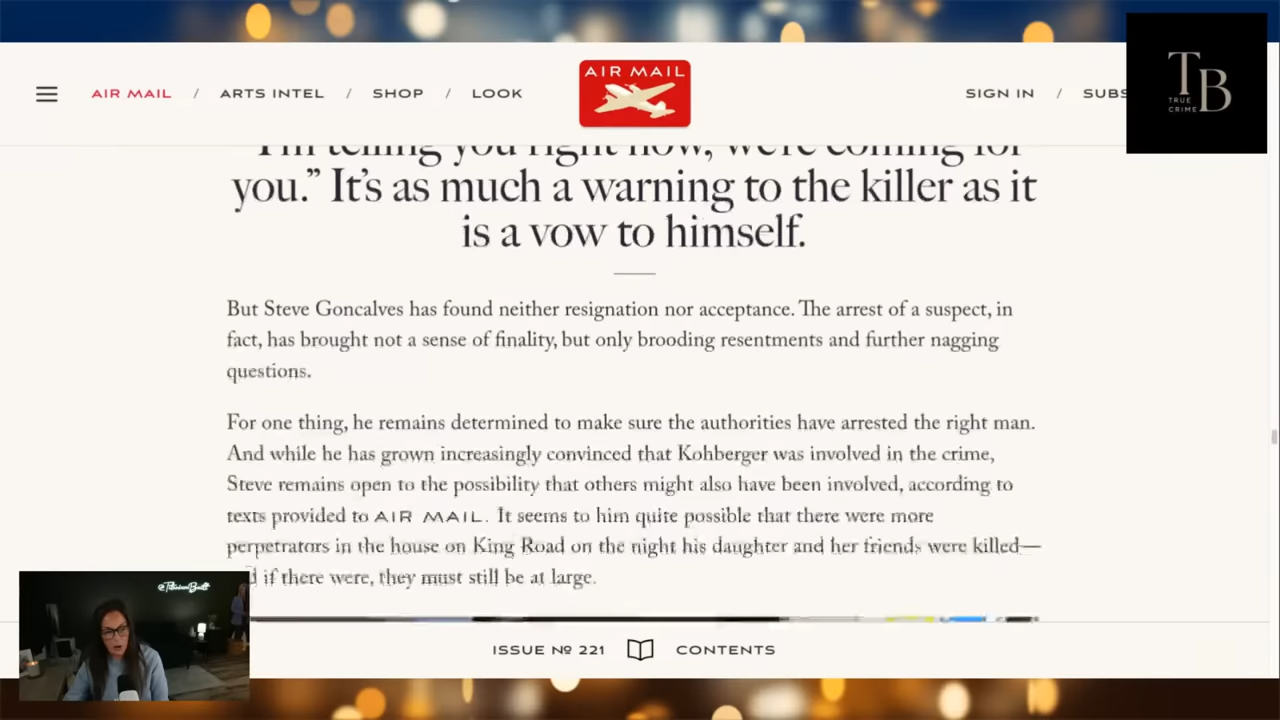 AIR MAIL / ARTS INTEL / SHOP / LOOK
AIR MAIL
SIGN IN / SUBS
TB
TRUE
CRIME
"I'm telling you right now, we're coming for
you." It's as much a warning to the killer as it
is a vow to himself.
But Steve Goncalves has found neither resignation nor acceptance. The arrest of a suspect, in
fact, has brought not a sense of finality, but only brooding resentments and further nagging
questions.
For one thing, he remains determined to make sure the authorities have arrested the right man.
And while he has grown increasingly convinced that Kohberger was involved in the crime,
Steve remains open to the possibility that others might also have been involved, according to
texts provided to AIR MAIL. It seems to him quite possible that there were more
perpetrators in the house on King Road on the night his daughter and her friends were killed—
if there were, they must still be at large.
ISSUE № 221 CONTENTS